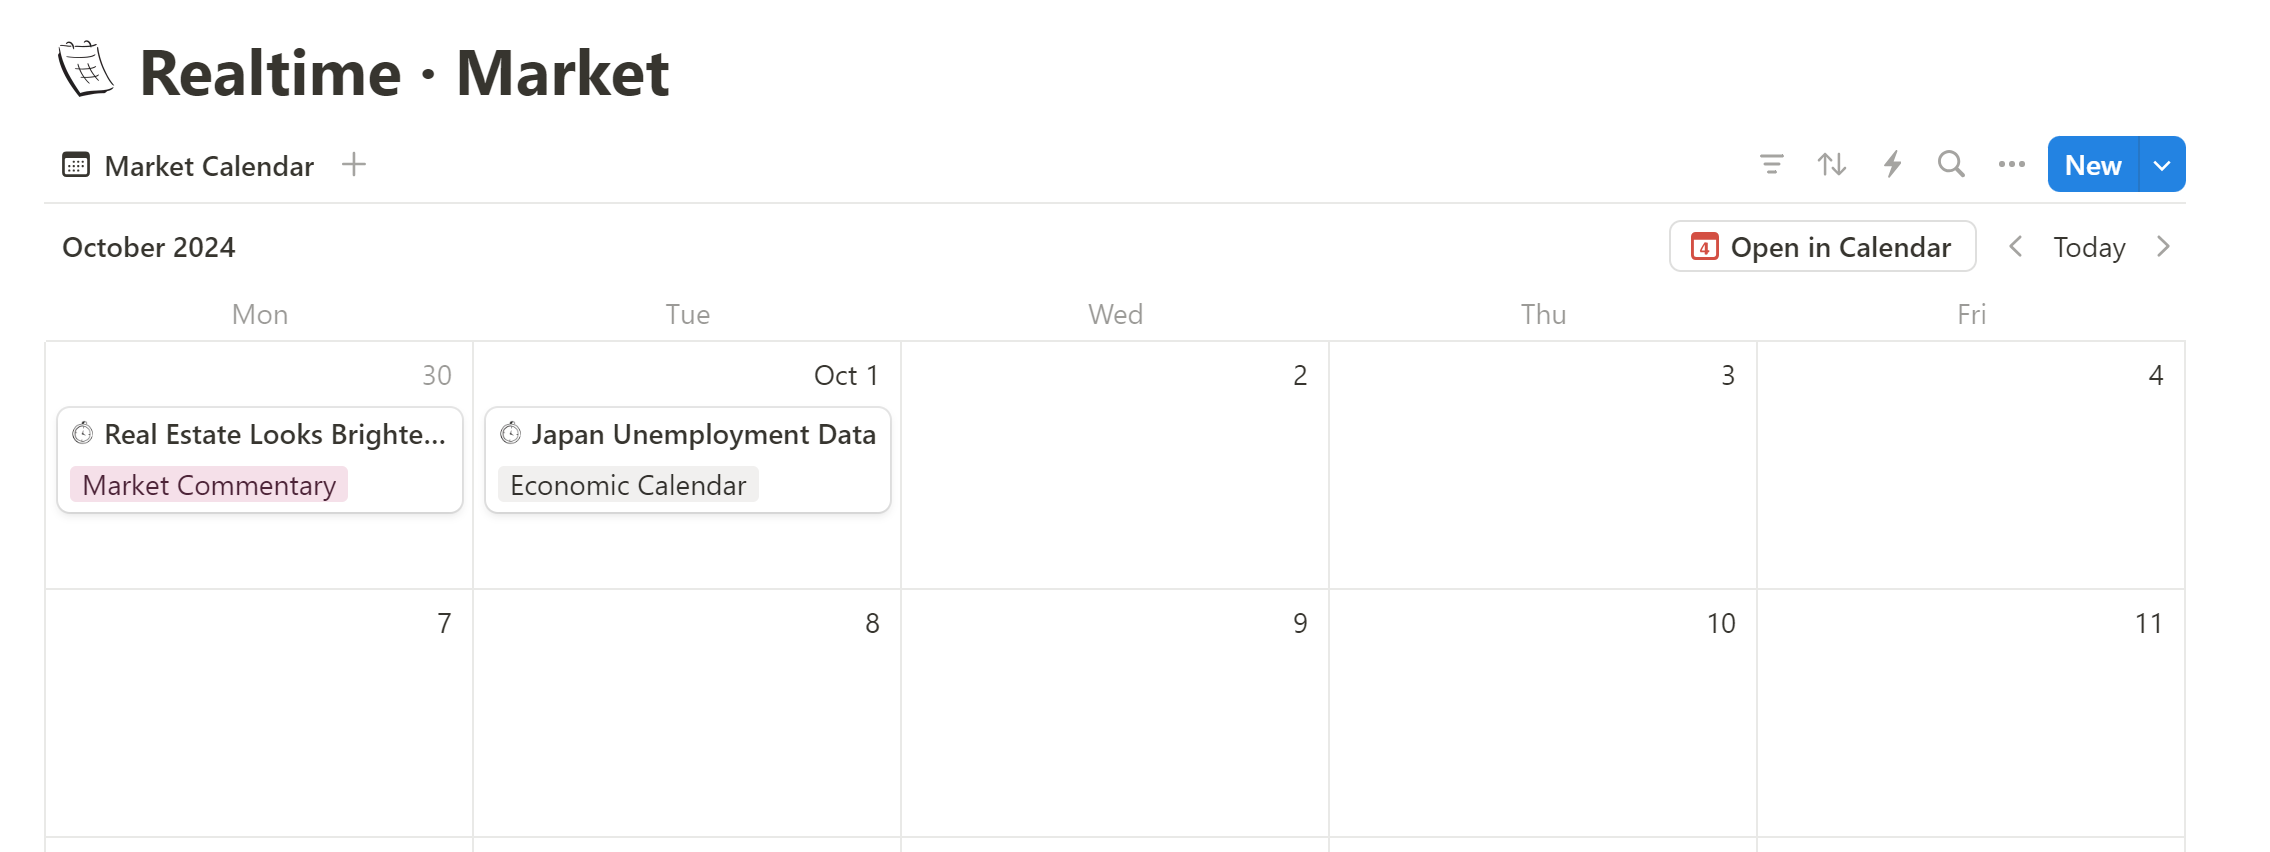 Realtime · Market
Market Calendar
New
October 2024
4 Open in Calendar
Today
Mon Tue Wed Thu Fri
30 Oct 1 2 3 4
Real Estate Looks Brighte... Japan Unemployment Data
Market Commentary Economic Calendar
7 8 9 10 11